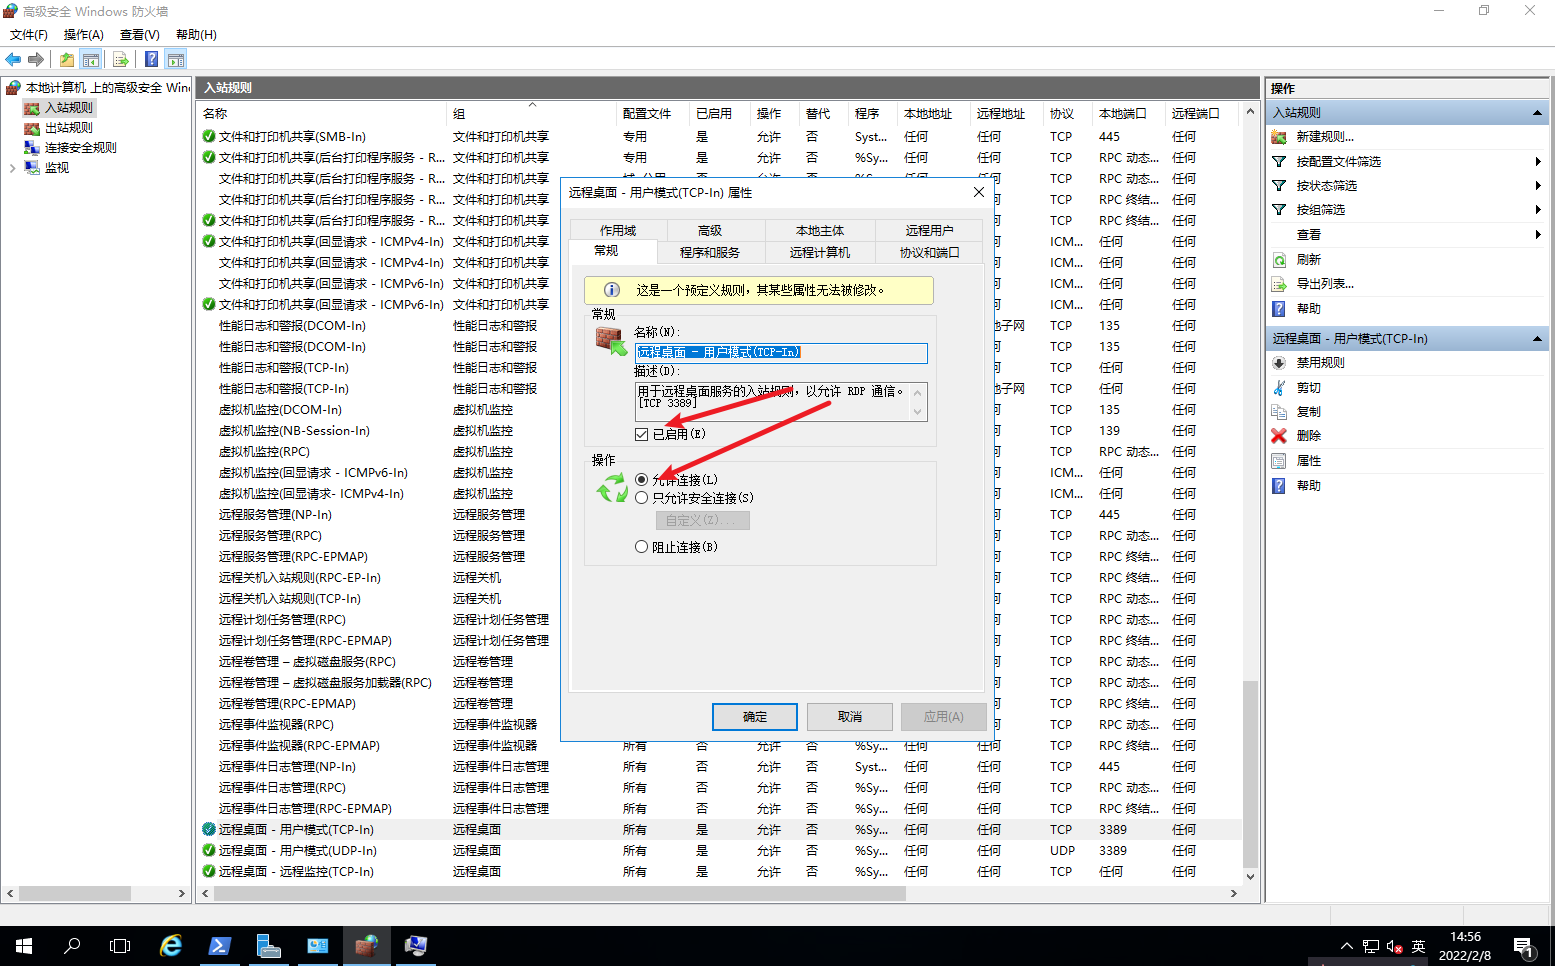 高级安全 Windows 防火墙
文件(F) 操作(A) 查看(V) 帮助(H)
本地计算机 上的高级安全 Win
入站规则
出站规则
连接安全规则
监视
入站规则
名称 组 配置文件 已启用 操作 替代 程序 本地地址 远程地址 协议 本地端口 远程端口
文件和打印机共享(SMB-In) 文件和打印机共享 专用 是 允许 否 Syst... 任何 任何 TCP 445 任何
文件和打印机共享(后台打印程序服务 - R... 文件和打印机共享 专用 是 允许 否 %Sy... 任何 任何 TCP RPC 动态... 任何
文件和打印机共享(后台打印程序服务 - R... 文件和打印机共享 TCP RPC 动态... 任何
文件和打印机共享(后台打印程序服务 - R... 文件和打印机共享 TCP RPC 终结... 任何
文件和打印机共享(后台打印程序服务 - R... 文件和打印机共享 TCP RPC 终结... 任何
文件和打印机共享(回显请求 - ICMPv4-In) 文件和打印机共享 ICM... 任何 任何
文件和打印机共享(回显请求 - ICMPv4-In) 文件和打印机共享 ICM... 任何 任何
文件和打印机共享(回显请求 - ICMPv6-In) 文件和打印机共享 ICM... 任何 任何
文件和打印机共享(回显请求 - ICMPv6-In) 文件和打印机共享 ICM... 任何 任何
性能日志和警报(DCOM-In) 性能日志和警报 子网 TCP 135 任何
性能日志和警报(DCOM-In) 性能日志和警报 TCP 135 任何
性能日志和警报(TCP-In) 性能日志和警报 TCP 任何 任何
性能日志和警报(TCP-In) 性能日志和警报 子网 TCP 任何 任何
虚拟机监控(DCOM-In) 虚拟机监控 TCP 135 任何
虚拟机监控(NB-Session-In) 虚拟机监控 TCP 139 任何
虚拟机监控(RPC) 虚拟机监控 TCP RPC 动态... 任何
虚拟机监控(回显请求 - ICMPv6-In) 虚拟机监控 ICM... 任何 任何
虚拟机监控(回显请求- ICMPv4-In) 虚拟机监控 ICM... 任何 任何
远程服务管理(NP-In) 远程服务管理 TCP 445 任何
远程服务管理(RPC) 远程服务管理 TCP RPC 动态... 任何
远程服务管理(RPC-EPMAP) 远程服务管理 TCP RPC 终结... 任何
远程关机入站规则(RPC-EP-In) 远程关机 TCP RPC 终结... 任何
远程关机入站规则(TCP-In) 远程关机 TCP RPC 动态... 任何
远程计划任务管理(RPC) 远程计划任务管理 TCP RPC 动态... 任何
远程计划任务管理(RPC-EPMAP) 远程计划任务管理 TCP RPC 终结... 任何
远程卷管理 – 虚拟磁盘服务(RPC) 远程卷管理 TCP RPC 动态... 任何
远程卷管理 – 虚拟磁盘服务加载器(RPC) 远程卷管理 TCP RPC 动态... 任何
远程卷管理(RPC-EPMAP) 远程卷管理 TCP RPC 终结... 任何
远程事件监视器(RPC) 远程事件监视器 TCP RPC 动态... 任何
远程事件监视器(RPC-EPMAP) 远程事件监视器 所有 否 允许 否 %Sy... 任何 任何 TCP RPC 终结... 任何
远程事件日志管理(NP-In) 远程事件日志管理 所有 否 允许 否 Syst... 任何 任何 TCP 445 任何
远程事件日志管理(RPC) 远程事件日志管理 所有 否 允许 否 %Sy... 任何 任何 TCP RPC 动态... 任何
远程事件日志管理(RPC-EPMAP) 远程事件日志管理 所有 否 允许 否 %Sy... 任何 任何 TCP RPC 终结... 任何
远程桌面 - 用户模式(TCP-In) 远程桌面 所有 是 允许 否 %Sy... 任何 任何 TCP 3389 任何
远程桌面 - 用户模式(UDP-In) 远程桌面 所有 是 允许 否 %Sy... 任何 任何 UDP 3389 任何
远程桌面 - 远程监控(TCP-In) 远程桌面 所有 是 允许 否 %Sy... 任何 任何 TCP 任何 任何
远程桌面 - 用户模式(TCP-In) 属性
作用域 高级 本地主体 远程用户
常规 程序和服务 远程计算机 协议和端口
这是一个预定义规则，其某些属性无法被修改。
常规
名称(N):
远程桌面 - 用户模式(TCP-In)
描述(D):
用于远程桌面服务的入站规则，以允许 RDP 通信。
[TCP 3389]
已启用(E)
操作
允许连接(L)
只允许安全连接(S)
自定义(Z)...
阻止连接(B)
确定 取消 应用(A)
操作
入站规则
新建规则...
按配置文件筛选
按状态筛选
按组筛选
查看
刷新
导出列表...
帮助
远程桌面 - 用户模式(TCP-In)
禁用规则
剪切
复制
删除
属性
帮助
英
14:56
2022/2/8
1